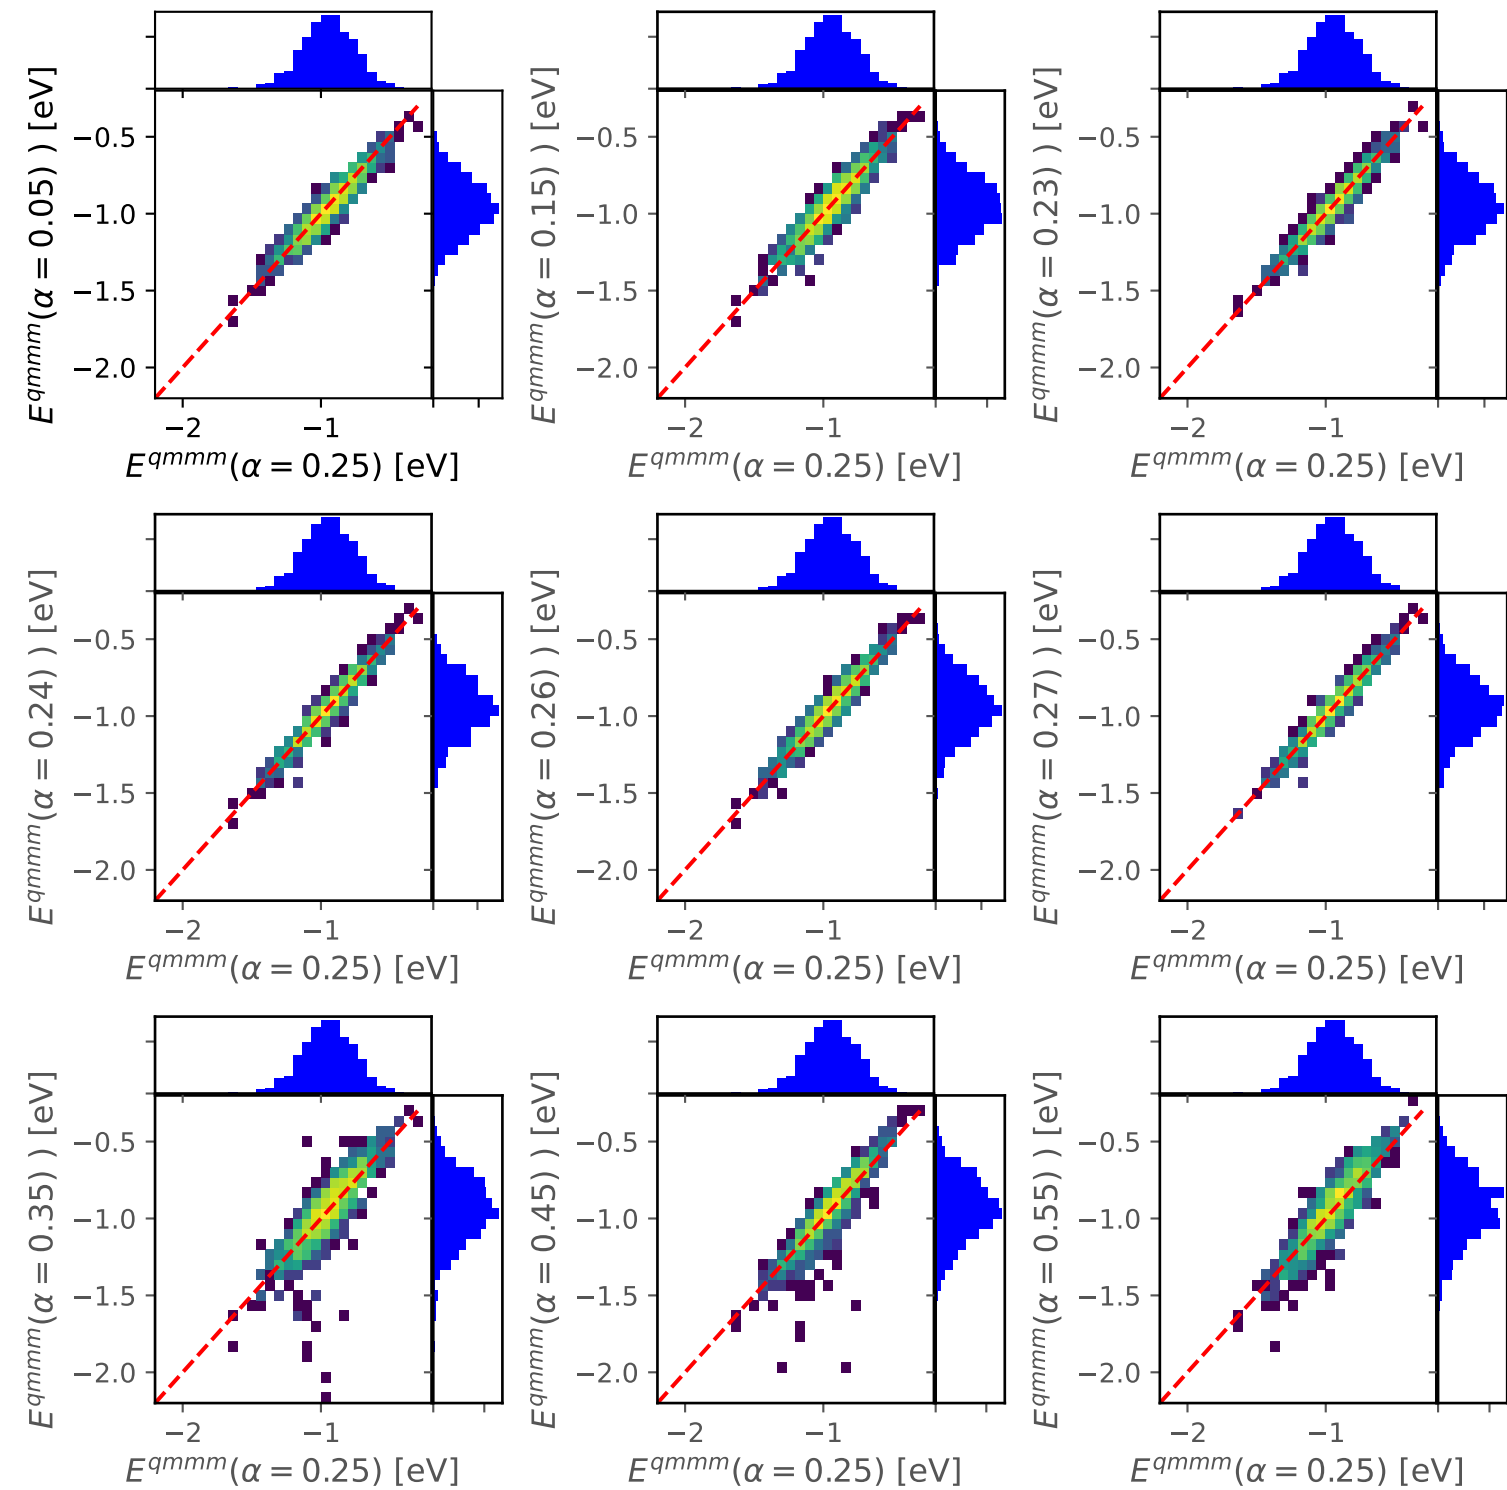 E^{qmmm}(α = 0.05) ) [eV]
−0.5
−1.0
−1.5
−2.0
−2 −1
E^{qmmm}(α = 0.25) [eV]
E^{qmmm}(α = 0.15) ) [eV]
−0.5
−1.0
−1.5
−2.0
−2 −1
E^{qmmm}(α = 0.25) [eV]
E^{qmmm}(α = 0.23) ) [eV]
−0.5
−1.0
−1.5
−2.0
−2 −1
E^{qmmm}(α = 0.25) [eV]
E^{qmmm}(α = 0.24) ) [eV]
−0.5
−1.0
−1.5
−2.0
−2 −1
E^{qmmm}(α = 0.25) [eV]
E^{qmmm}(α = 0.26) ) [eV]
−0.5
−1.0
−1.5
−2.0
−2 −1
E^{qmmm}(α = 0.25) [eV]
E^{qmmm}(α = 0.27) ) [eV]
−0.5
−1.0
−1.5
−2.0
−2 −1
E^{qmmm}(α = 0.25) [eV]
E^{qmmm}(α = 0.35) ) [eV]
−0.5
−1.0
−1.5
−2.0
−2 −1
E^{qmmm}(α = 0.25) [eV]
E^{qmmm}(α = 0.45) ) [eV]
−0.5
−1.0
−1.5
−2.0
−2 −1
E^{qmmm}(α = 0.25) [eV]
E^{qmmm}(α = 0.55) ) [eV]
−0.5
−1.0
−1.5
−2.0
−2 −1
E^{qmmm}(α = 0.25) [eV]